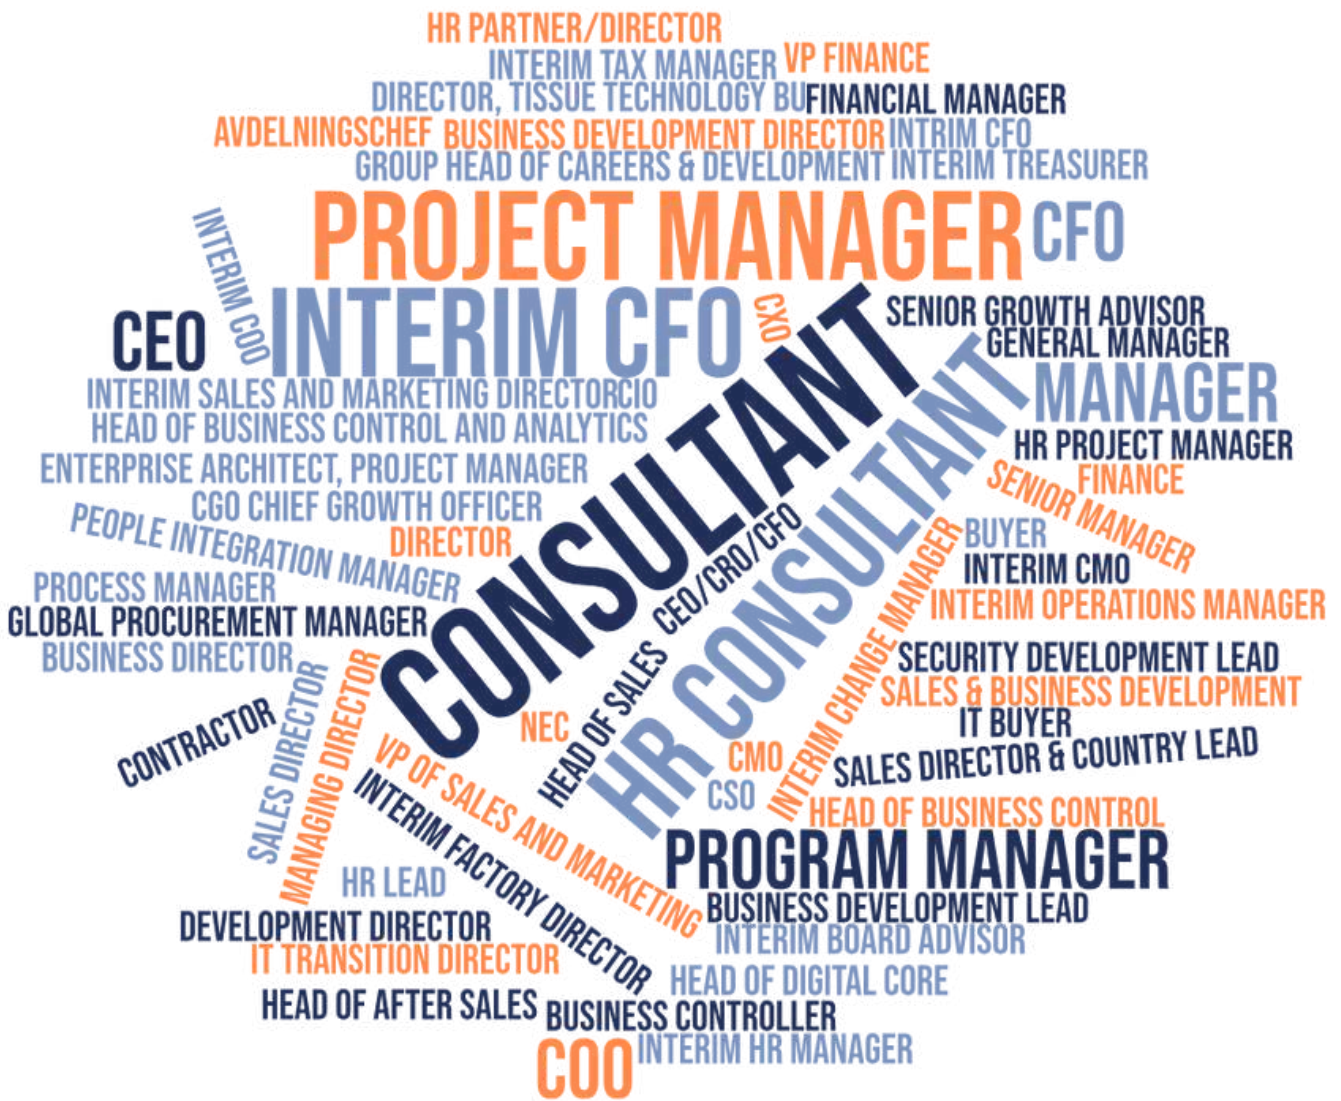 HR PARTNER/DIRECTOR
INTERIM TAX MANAGER
VP FINANCE
DIRECTOR, TISSUE TECHNOLOGY BU
FINANCIAL MANAGER
AVDELNINGSCHEF
BUSINESS DEVELOPMENT DIRECTOR
INTRIM CFO
GROUP HEAD OF CAREERS & DEVELOPMENT
INTERIM TREASURER
PROJECT MANAGER
CFO
INTERIM COO
CEO
INTERIM CFO
CXO
SENIOR GROWTH ADVISOR
GENERAL MANAGER
INTERIM SALES AND MARKETING DIRECTOR
CIO
MANAGER
HEAD OF BUSINESS CONTROL AND ANALYTICS
CONSULTANT
HR CONSULTANT
HR PROJECT MANAGER
ENTERPRISE ARCHITECT, PROJECT MANAGER
FINANCE
SENIOR MANAGER
CGO CHIEF GROWTH OFFICER
PEOPLE INTEGRATION MANAGER
DIRECTOR
CEO/CRO/CFO
BUYER
INTERIM CMO
PROCESS MANAGER
INTERIM OPERATIONS MANAGER
GLOBAL PROCUREMENT MANAGER
BUSINESS DIRECTOR
SECURITY DEVELOPMENT LEAD
SALES & BUSINESS DEVELOPMENT
INTERIM CHANGE MANAGER
HEAD OF SALES
CONTRACTOR
SALES DIRECTOR
MANAGING DIRECTOR
NEC
IT BUYER
SALES DIRECTOR & COUNTRY LEAD
CMO
CSO
VP OF SALES AND MARKETING
INTERIM FACTORY DIRECTOR
HEAD OF BUSINESS CONTROL
PROGRAM MANAGER
HR LEAD
BUSINESS DEVELOPMENT LEAD
DEVELOPMENT DIRECTOR
INTERIM BOARD ADVISOR
IT TRANSITION DIRECTOR
HEAD OF DIGITAL CORE
HEAD OF AFTER SALES
BUSINESS CONTROLLER
COO
INTERIM HR MANAGER